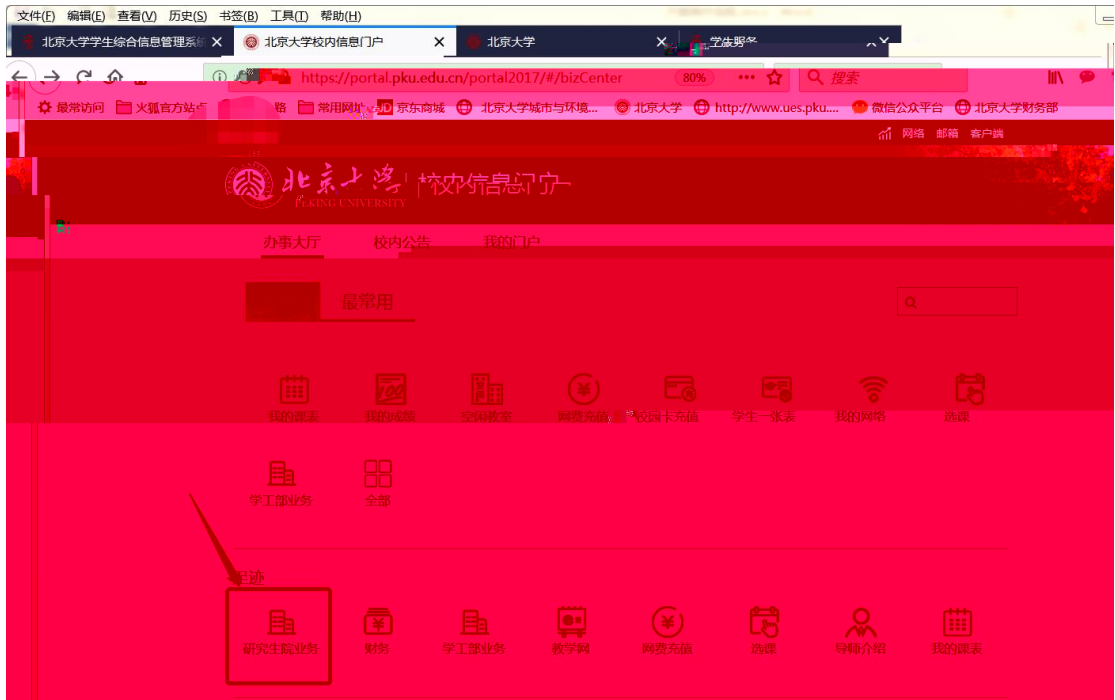 文件(F) 编辑(E) 查看(V) 历史(S) 书签(B) 工具(T) 帮助(H)
北京大学学生综合信息管理系统 北京大学校内信息门户 北京大学
https://portal.pku.edu.cn/portal2017/#/bizCenter 80% 搜索
最常访问 火狐官方站点 常用网址 京东商城 北京大学城市与环境... 北京大学 http://www.ues.pku.... 微信公众平台 北京大学财务部
网络 邮箱 客户端
北京大学 校内信息门户
PEKING UNIVERSITY
办事大厅 校内公告 我的门户
最常用
我的课表 我的成绩 空闲教室 网费充值 校园卡充值 学生一张表 我的网络 选课
学工部业务 全部
足迹
研究生院业务 财务 学工部业务 教学网 网费充值 选课 导师介绍 我的课表